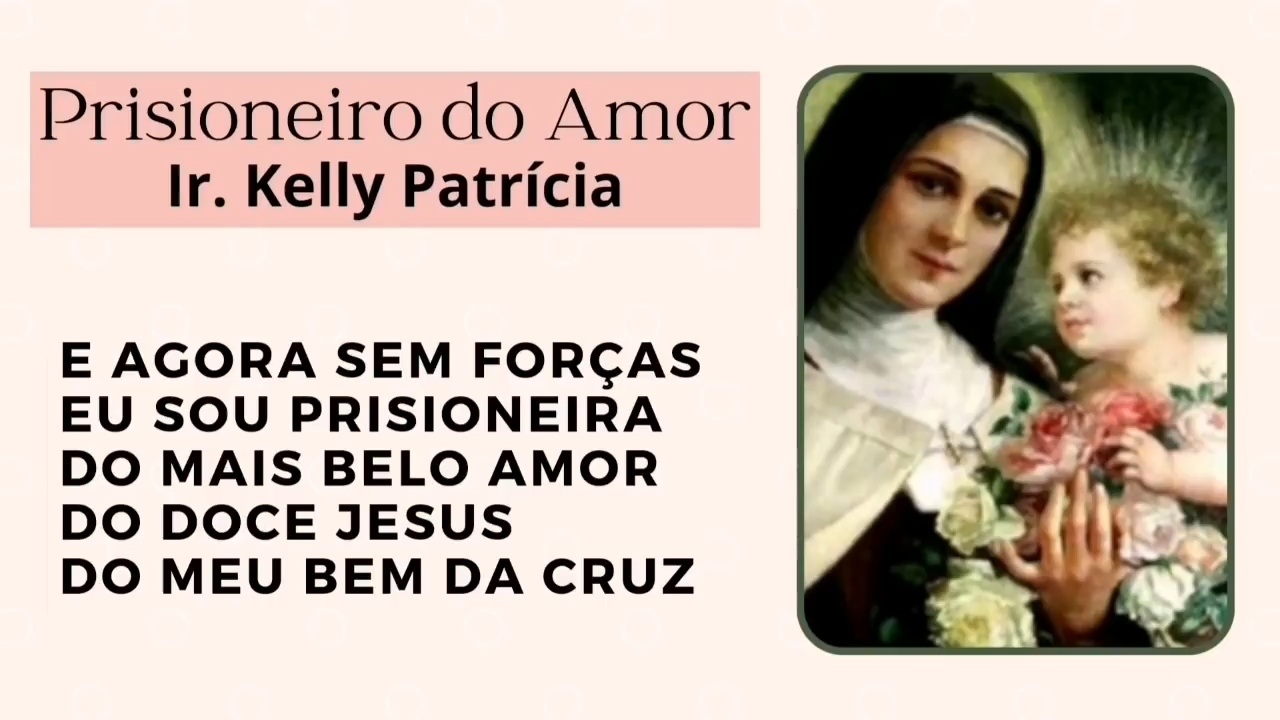 Prisioneiro do Amor
Ir. Kelly Patrícia
E AGORA SEM FORÇAS
EU SOU PRISIONEIRA
DO MAIS BELO AMOR
DO DOCE JESUS
DO MEU BEM DA CRUZ